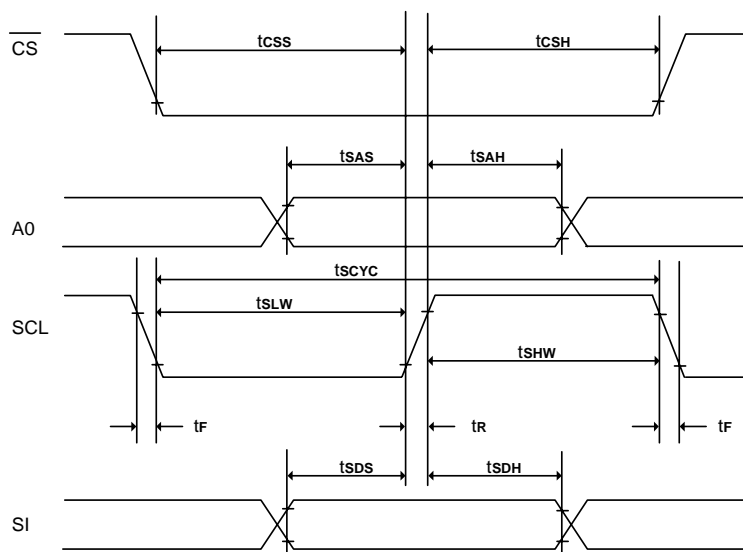 CS
tCSS
tCSH
tSAS
tSAH
A0
tSCYC
tSLW
SCL
tSHW
tF
tR
tF
tSDS
tSDH
SI